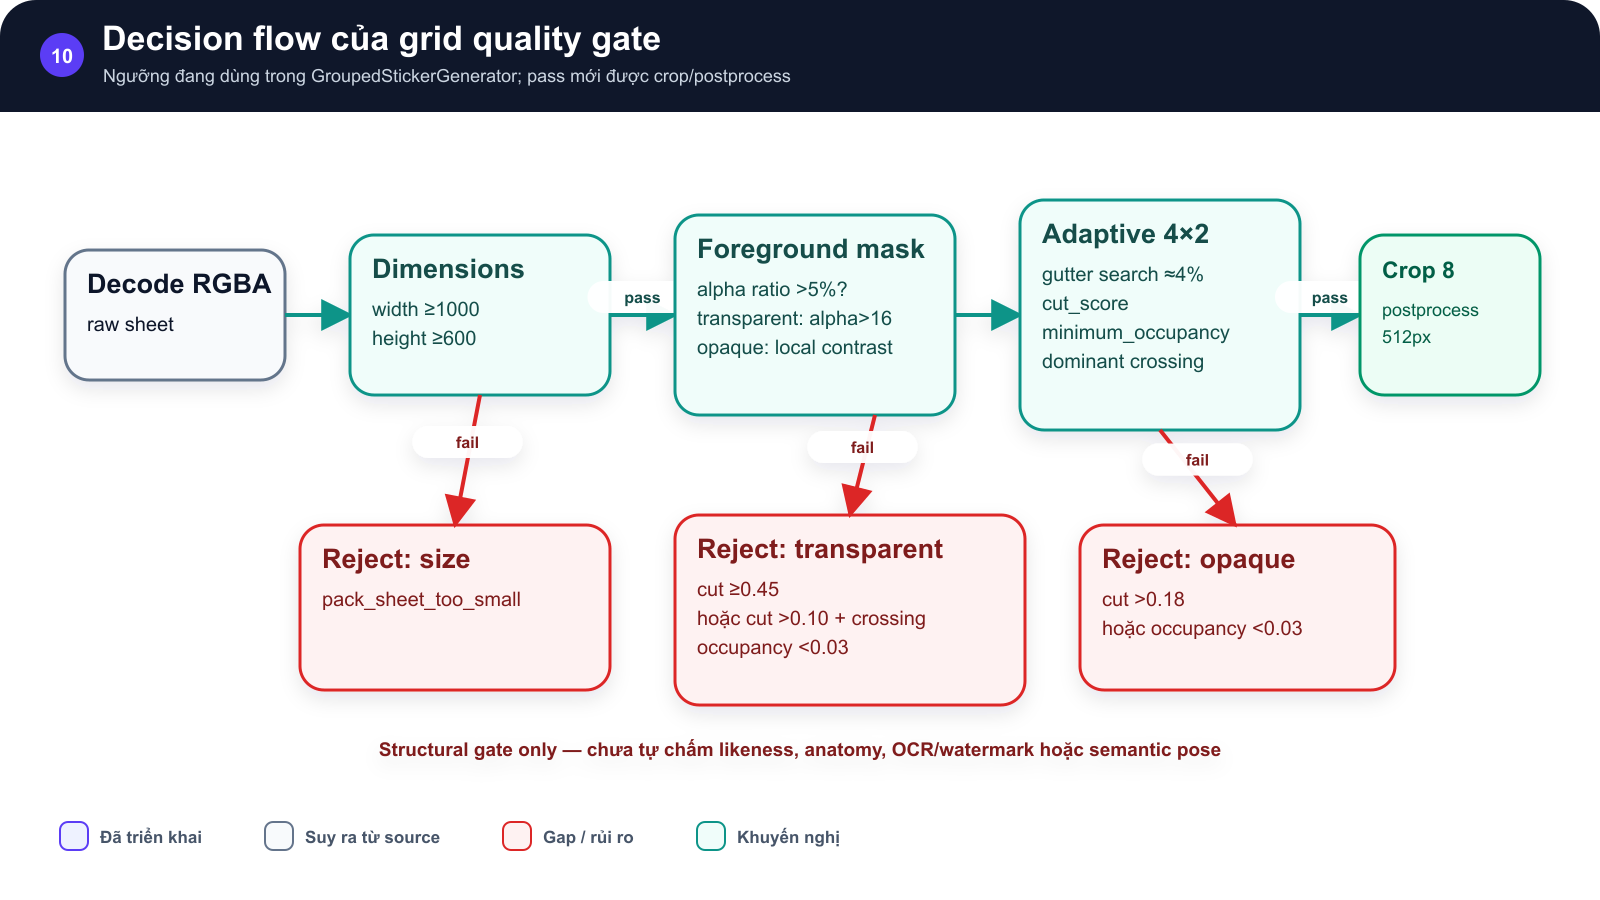 10
Decision flow của grid quality gate
Ngưỡng đang dùng trong GroupedStickerGenerator; pass mới được crop/postprocess
Decode RGBA
raw sheet
Dimensions
width ≥1000
height ≥600
pass
Foreground mask
alpha ratio >5%?
transparent: alpha>16
opaque: local contrast
Adaptive 4×2
gutter search ≈4%
cut_score
minimum_occupancy
dominant crossing
pass
Crop 8
postprocess
512px
fail
fail
fail
Reject: size
pack_sheet_too_small
Reject: transparent
cut ≥0.45
hoặc cut >0.10 + crossing
occupancy <0.03
Reject: opaque
cut >0.18
hoặc occupancy <0.03
Structural gate only — chưa tự chấm likeness, anatomy, OCR/watermark hoặc semantic pose
Đã triển khai
Suy ra từ source
Gap / rủi ro
Khuyến nghị